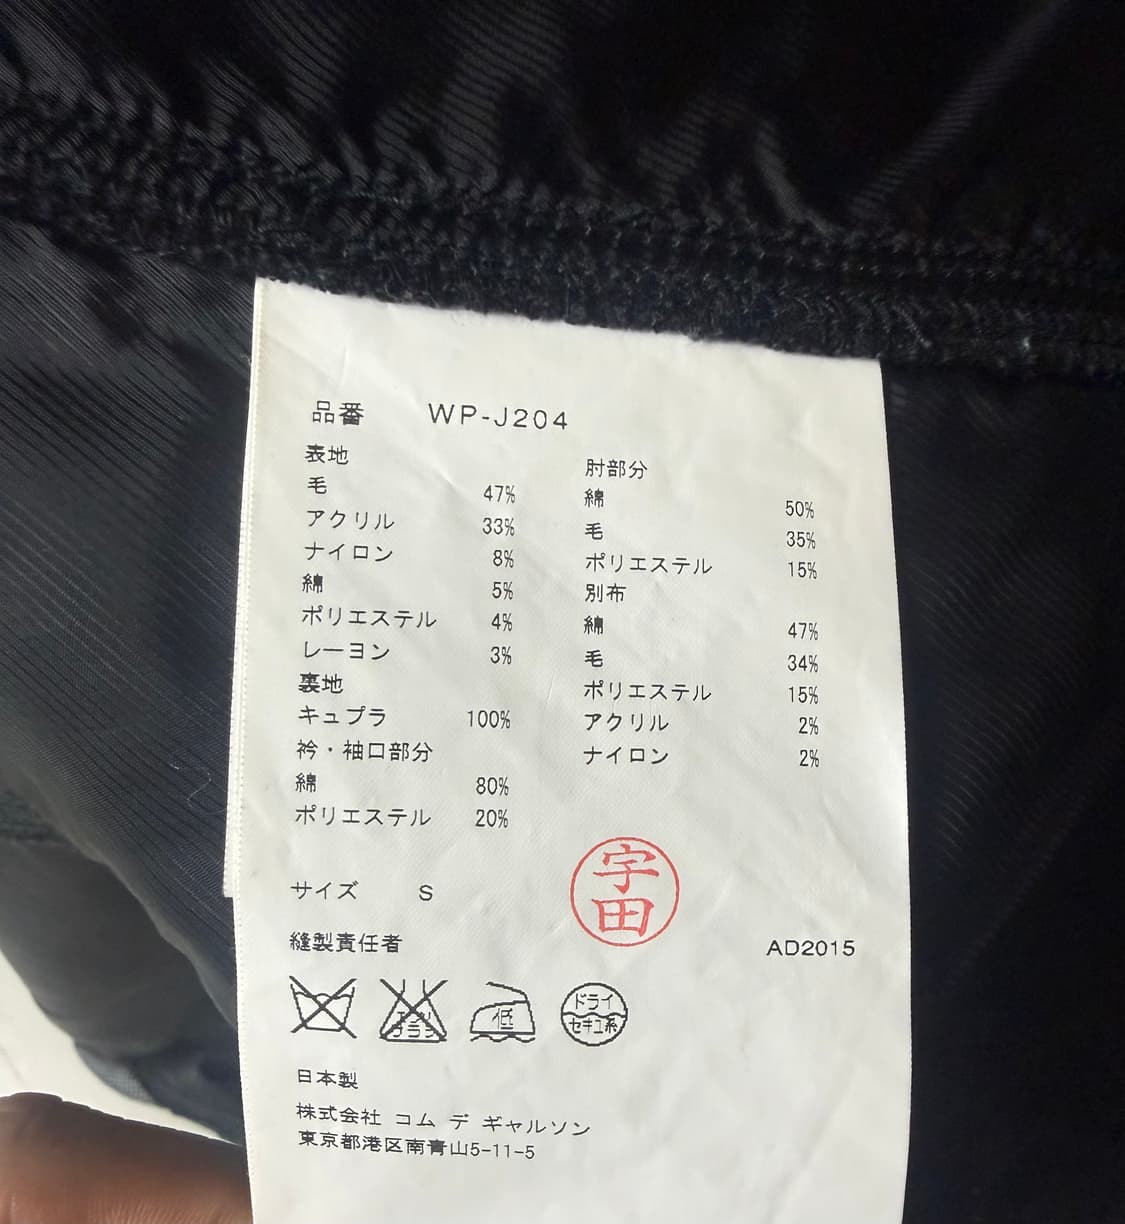 品番 WP-J204
表地
毛 47%
アクリル 33%
ナイロン 8%
綿 5%
ポリエステル 4%
レーヨン 3%
裏地
キュプラ 100%
衿・袖口部分
綿 80%
ポリエステル 20%
肘部分
綿 50%
毛 35%
ポリエステル 15%
別布
綿 47%
毛 34%
ポリエステル 15%
アクリル 2%
ナイロン 2%
サイズ S
字田
縫製責任者
AD2015
低
ドライ
セキユ系
日本製
株式会社 コム デ ギャルソン
東京都港区南青山5-11-5